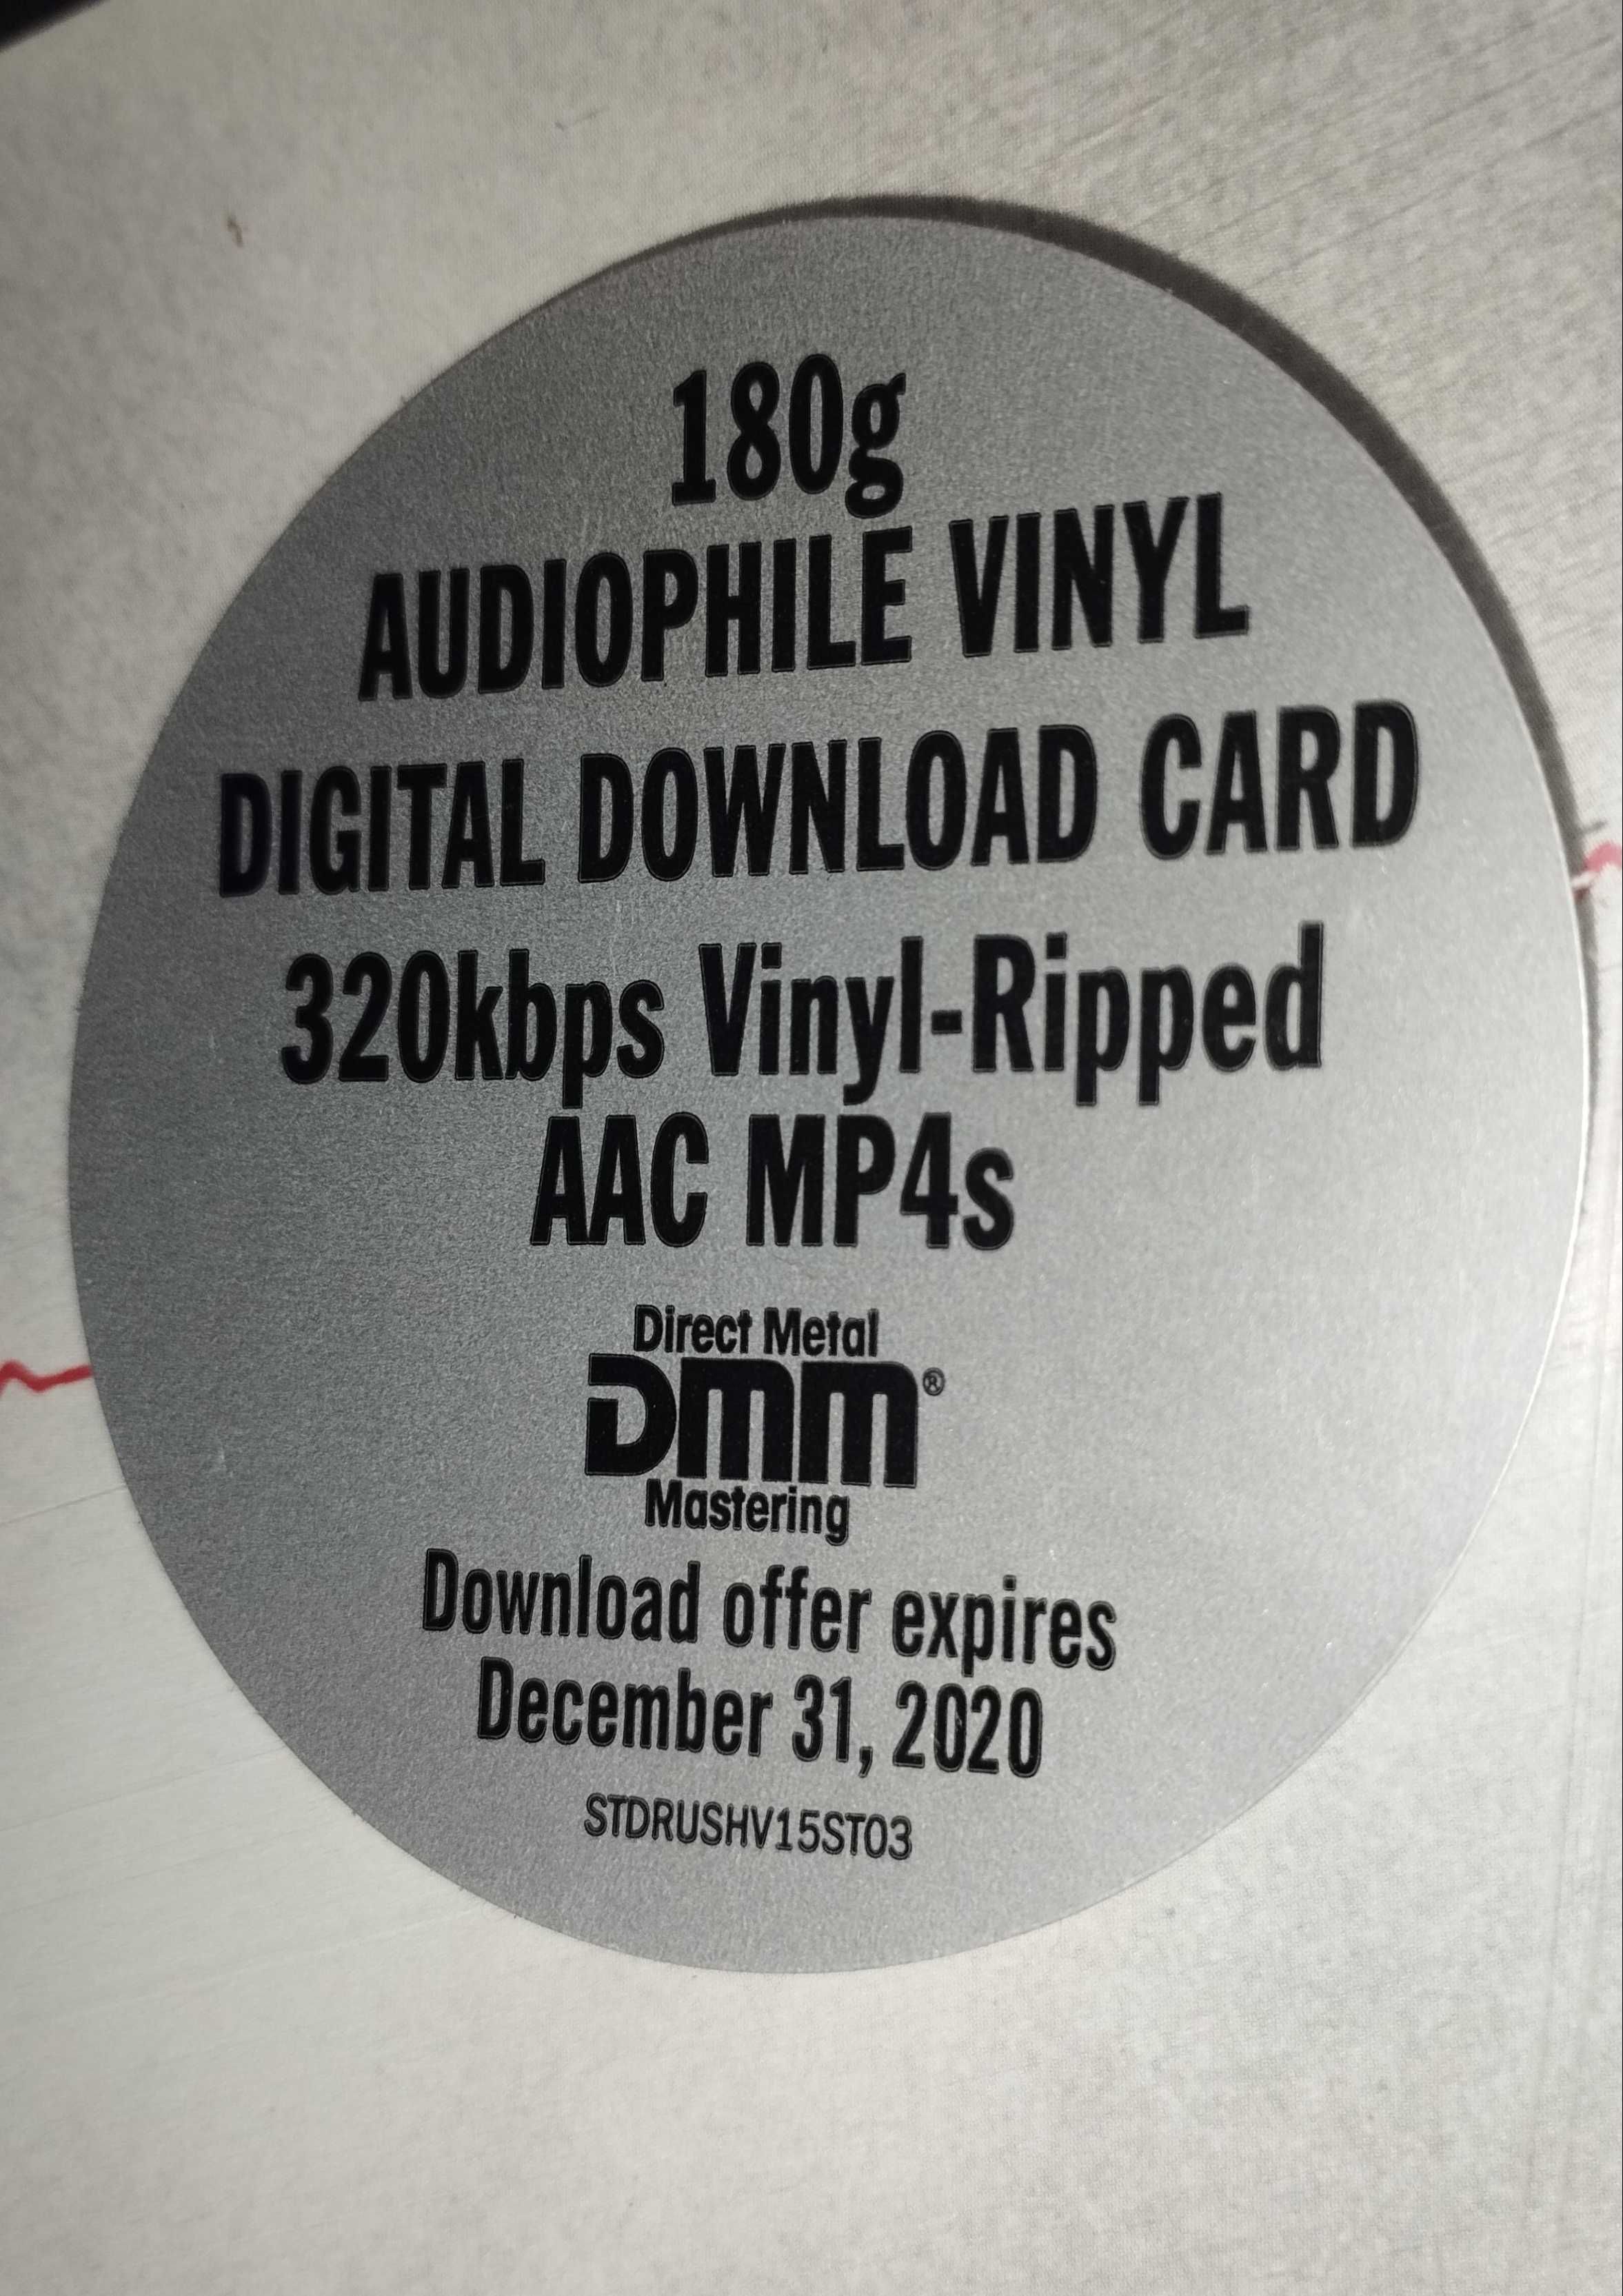 180g
AUDIOPHILE VINYL
DIGITAL DOWNLOAD CARD
320kbps Vinyl-Ripped
AAC MP4s
Direct Metal
DMM®
Mastering
Download offer expires
December 31, 2020
STDRUSHV15ST03